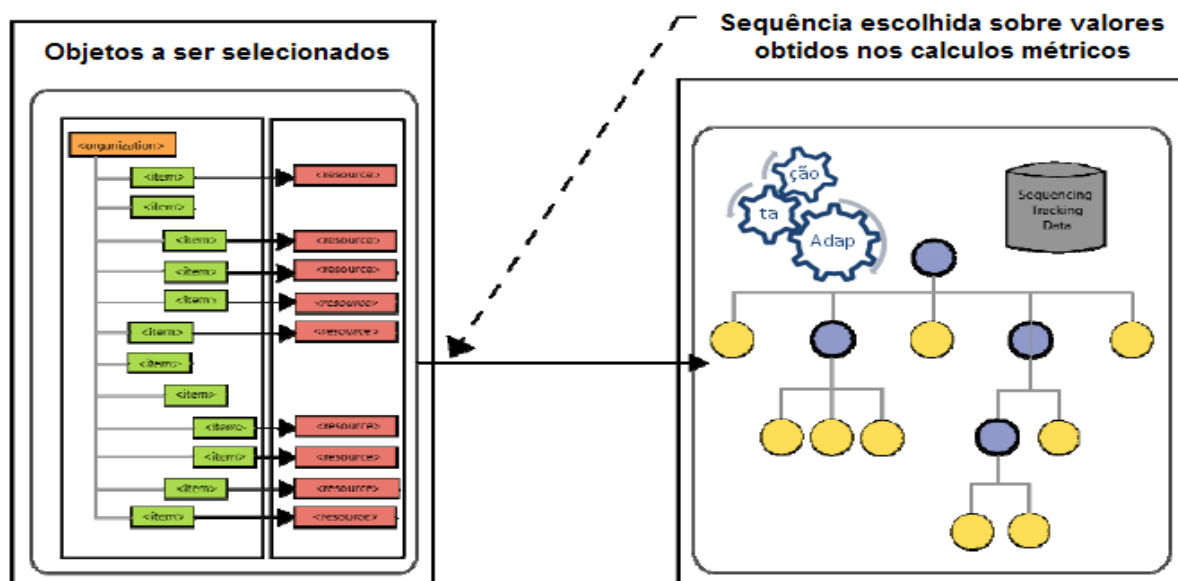 Objetos a ser selecionados
<organization>
<item>
<resource>
<item>
<item>
<resource>
<item>
<resource>
<item>
<resource>
<item>
<resource>
<item>
<item>
<item>
<resource>
<item>
<resource>
<item>
<resource>
<item>
<resource>
Sequência escolhida sobre valores
obtidos nos calculos métricos
ção
ta
Adap
Sequencing
Tracking
Data